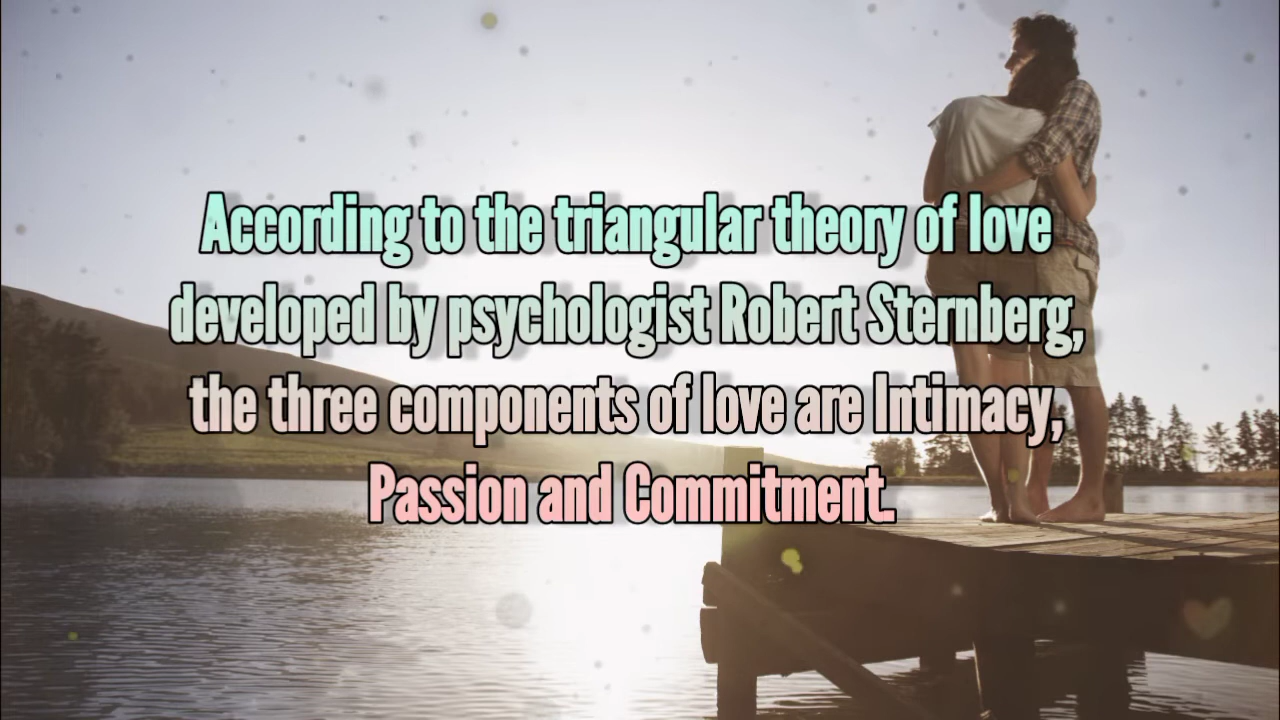 According to the triangular theory of love
developed by psychologist Robert Sternberg,
the three components of love are Intimacy,
Passion and Commitment.